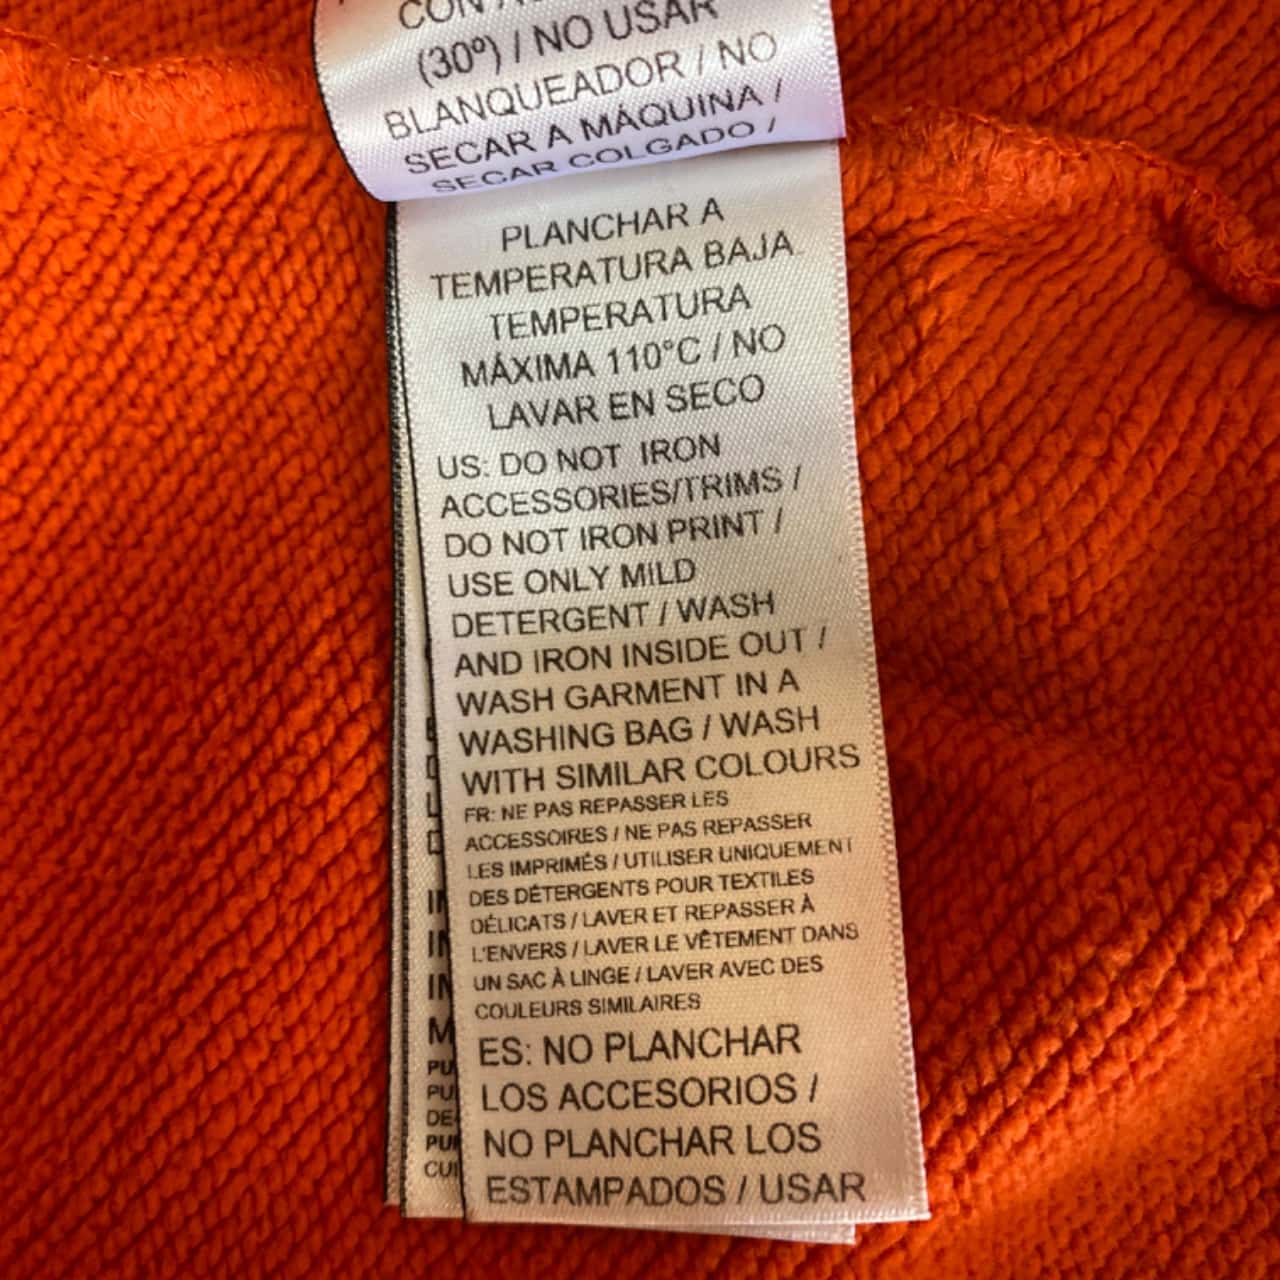 (30º) / NO USAR
BLANQUEADOR / NO
SECAR A MÁQUINA /
SECAR COLGADO /
PLANCHAR A
TEMPERATURA BAJA.
TEMPERATURA
MÁXIMA 110°C / NO
LAVAR EN SECO
US: DO NOT IRON
ACCESSORIES/TRIMS /
DO NOT IRON PRINT /
USE ONLY MILD
DETERGENT / WASH
AND IRON INSIDE OUT /
WASH GARMENT IN A
WASHING BAG / WASH
WITH SIMILAR COLOURS
FR: NE PAS REPASSER LES
ACCESSOIRES / NE PAS REPASSER
LES IMPRIMÉS / UTILISER UNIQUEMENT
DES DÉTERGENTS POUR TEXTILES
DÉLICATS / LAVER ET REPASSER À
L'ENVERS / LAVER LE VÊTEMENT DANS
UN SAC À LINGE / LAVER AVEC DES
COULEURS SIMILAIRES
ES: NO PLANCHAR
LOS ACCESORIOS /
NO PLANCHAR LOS
ESTAMPADOS / USAR